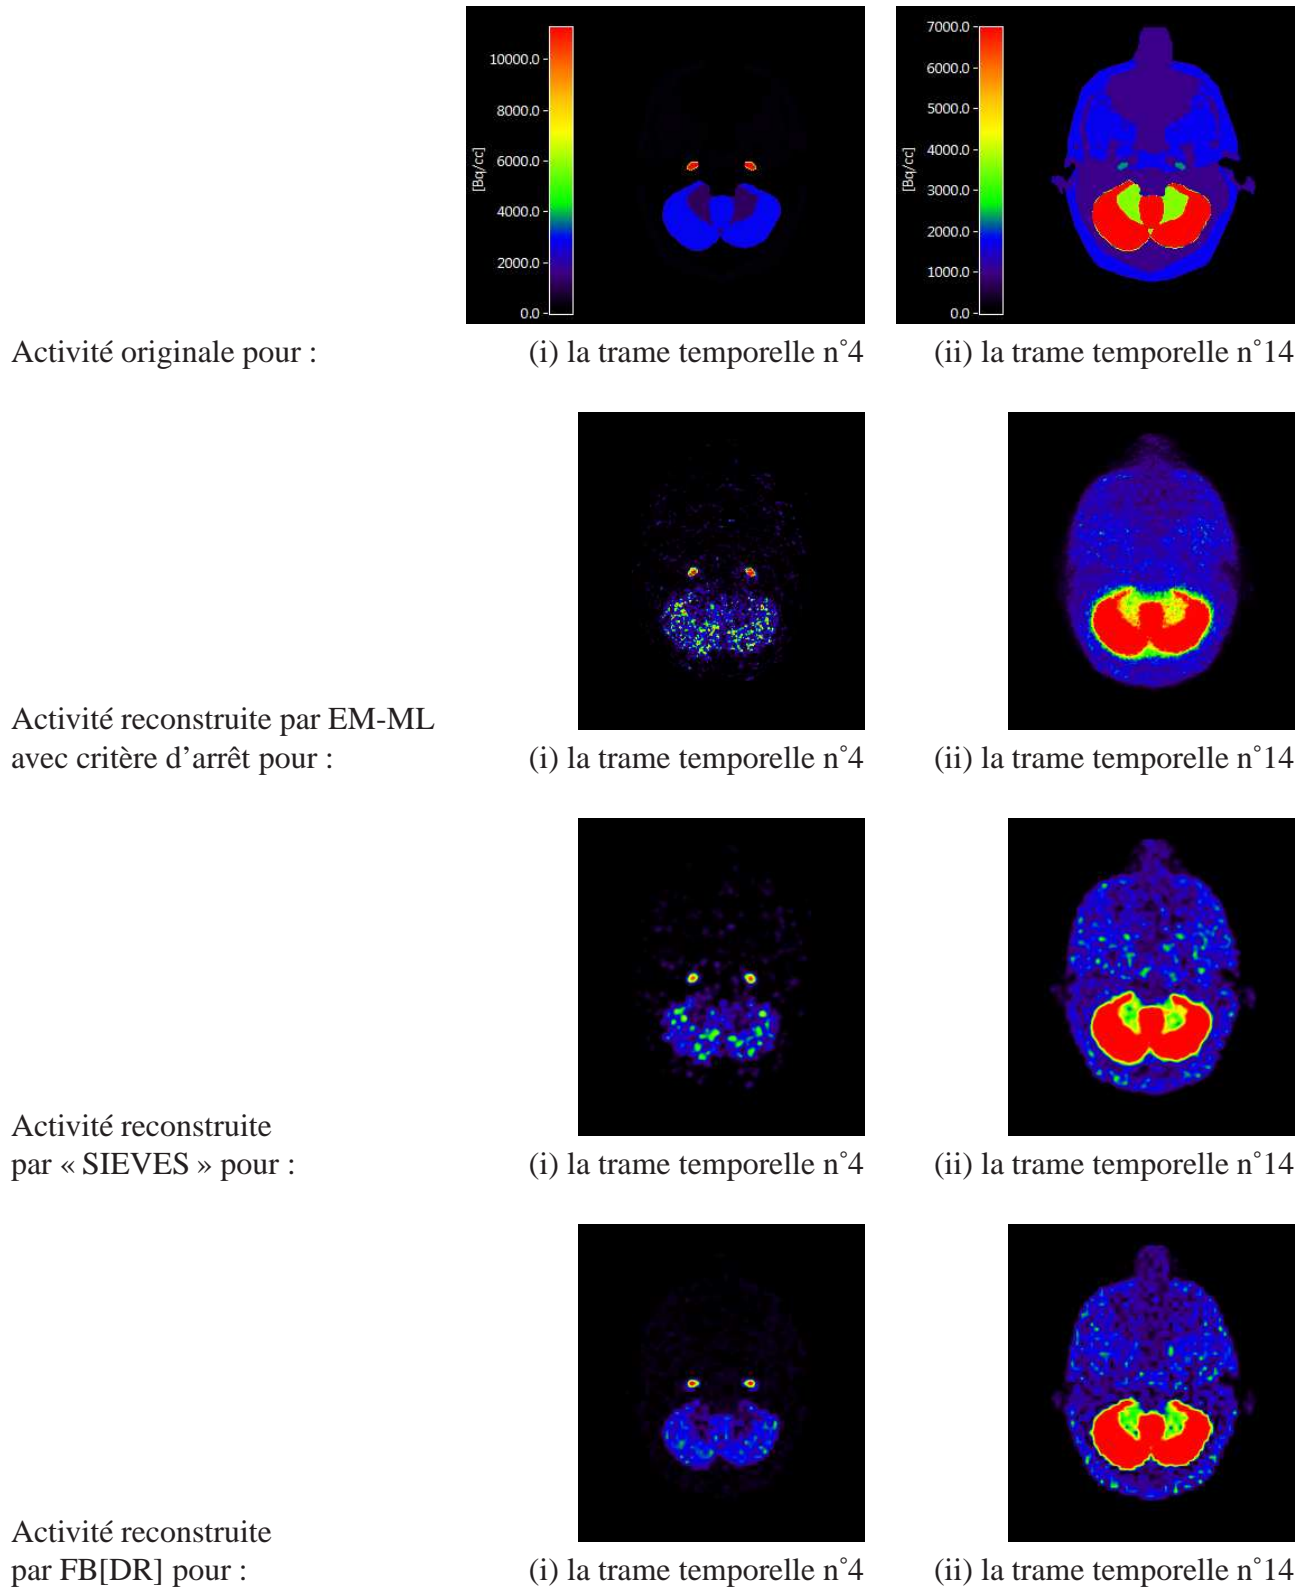 10000.0
8000.0
6000.0
4000.0
2000.0
0.0
[Bq/cc]
7000.0
6000.0
5000.0
4000.0
3000.0
2000.0
1000.0
0.0
[Bq/cc]
Activité originale pour :
(i) la trame temporelle n˚4
(ii) la trame temporelle n˚14
Activité reconstruite par EM-ML
avec critère d’arrêt pour :
(i) la trame temporelle n˚4
(ii) la trame temporelle n˚14
Activité reconstruite
par « SIEVES » pour :
(i) la trame temporelle n˚4
(ii) la trame temporelle n˚14
Activité reconstruite
par FB[DR] pour :
(i) la trame temporelle n˚4
(ii) la trame temporelle n˚14